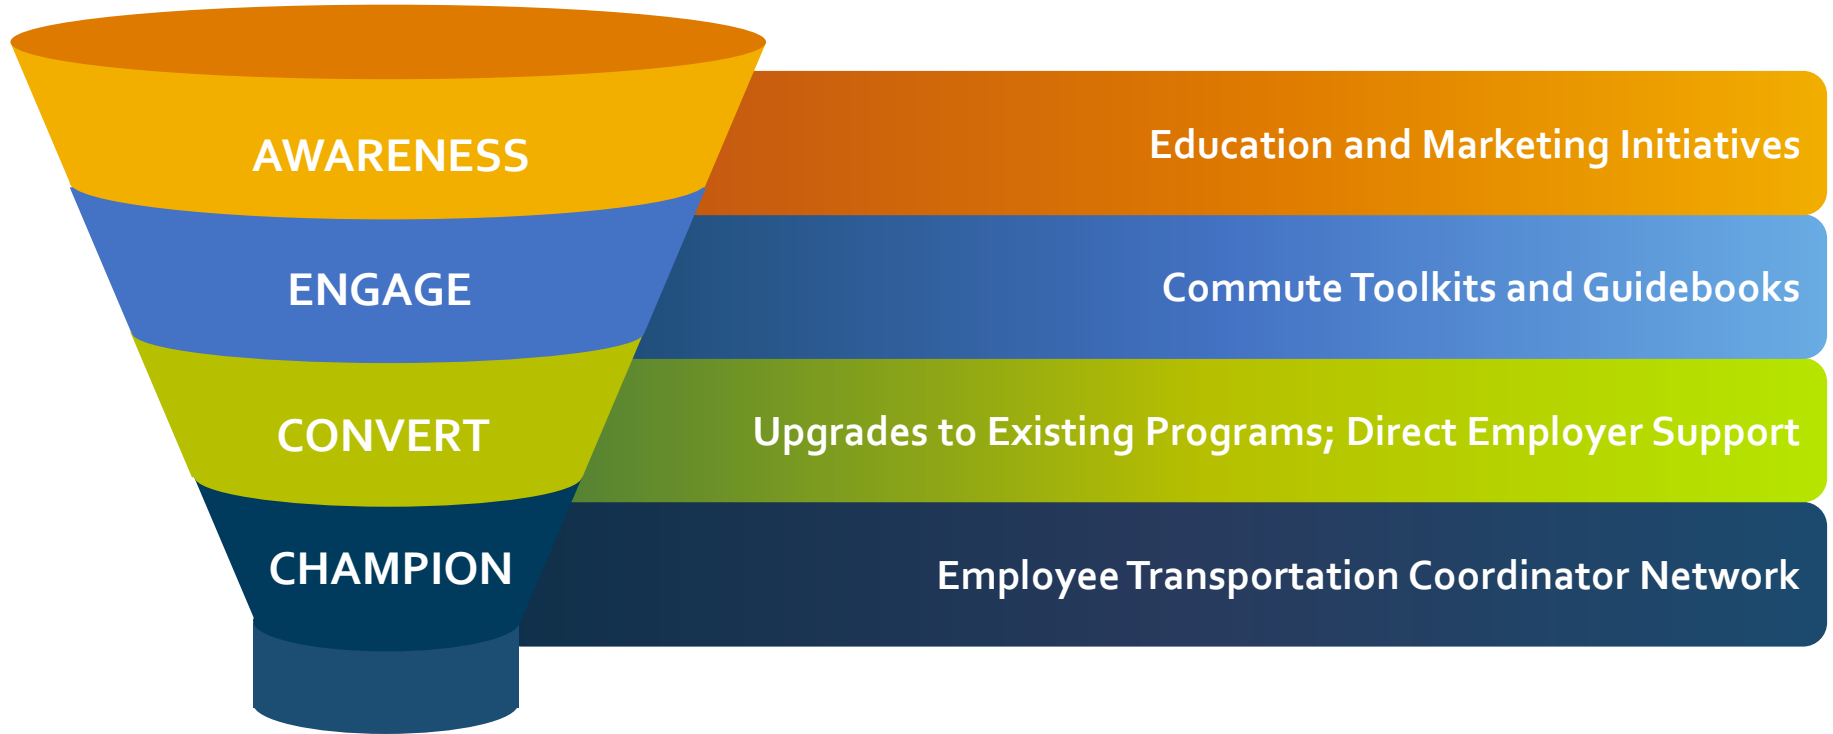 AWARENESS
Education and Marketing Initiatives
ENGAGE
Commute Toolkits and Guidebooks
CONVERT
Upgrades to Existing Programs; Direct Employer Support
CHAMPION
Employee Transportation Coordinator Network